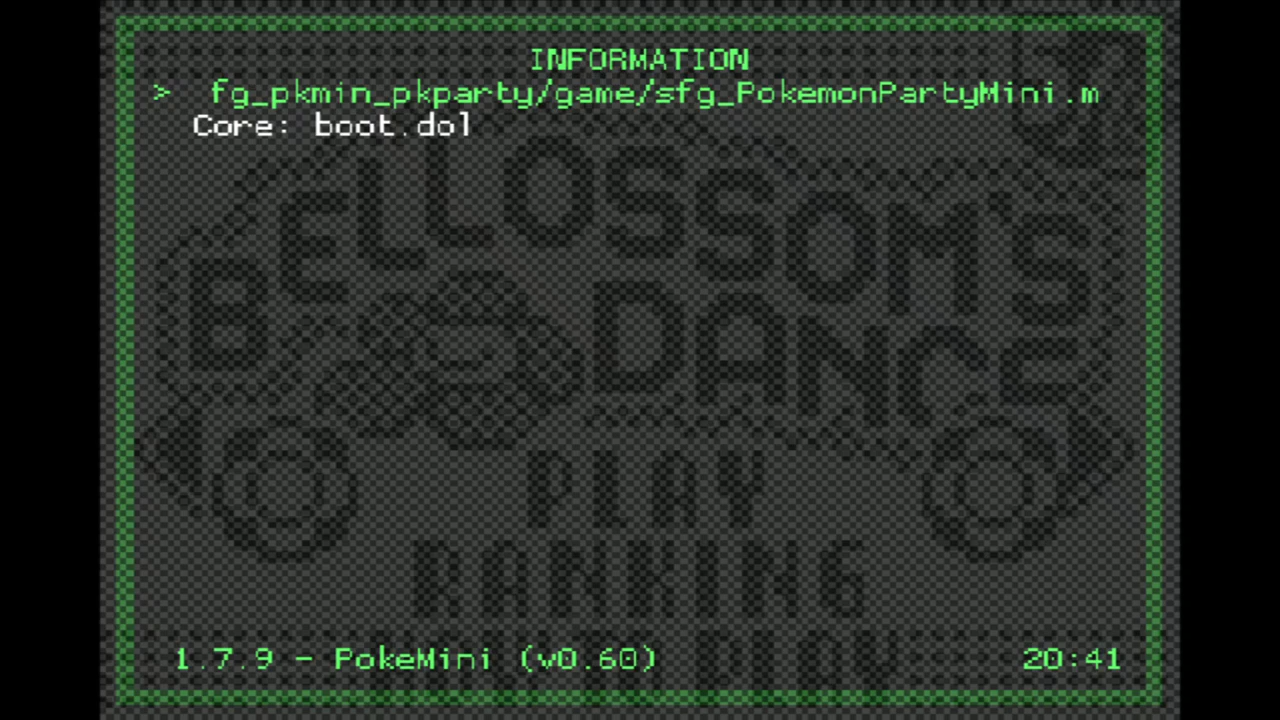 INFORMATION
> fg_pkmin_pkparty/game/sfg_PokemonPartyMini.m
Core: boot.dol
BELLOSSOM'S
DANCE
PLAY
RANKING
1.7.9 - PokeMini (v0.60)
20:41